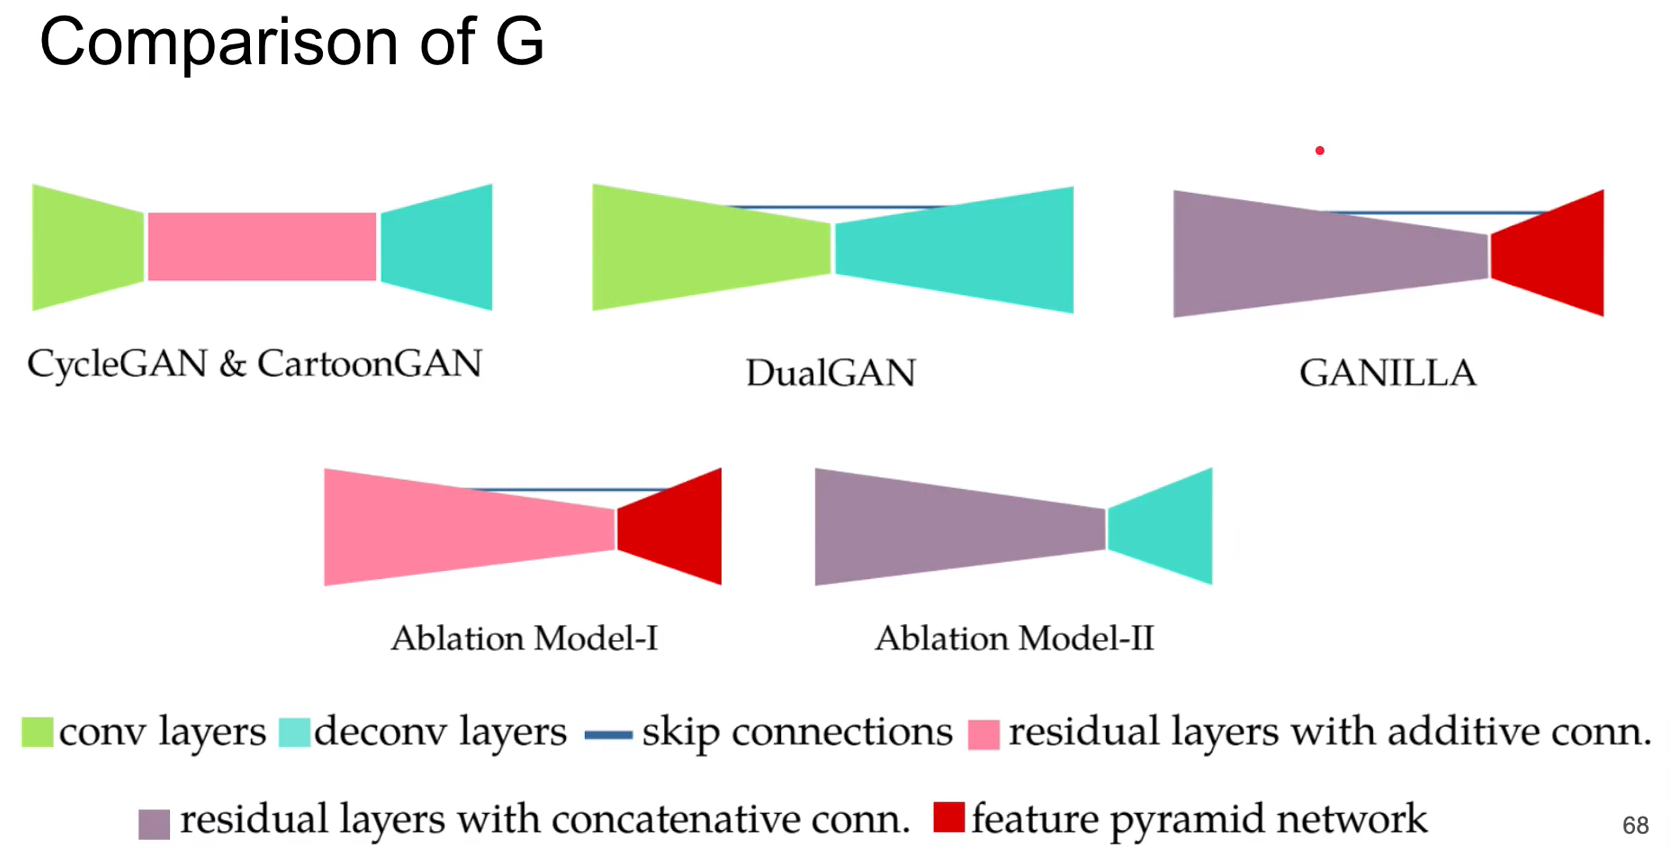 Comparison of G
CycleGAN & CartoonGAN
DualGAN
GANILLA
Ablation Model-I
Ablation Model-II
conv layers deconv layers skip connections residual layers with additive conn.
residual layers with concatenative conn. feature pyramid network
68